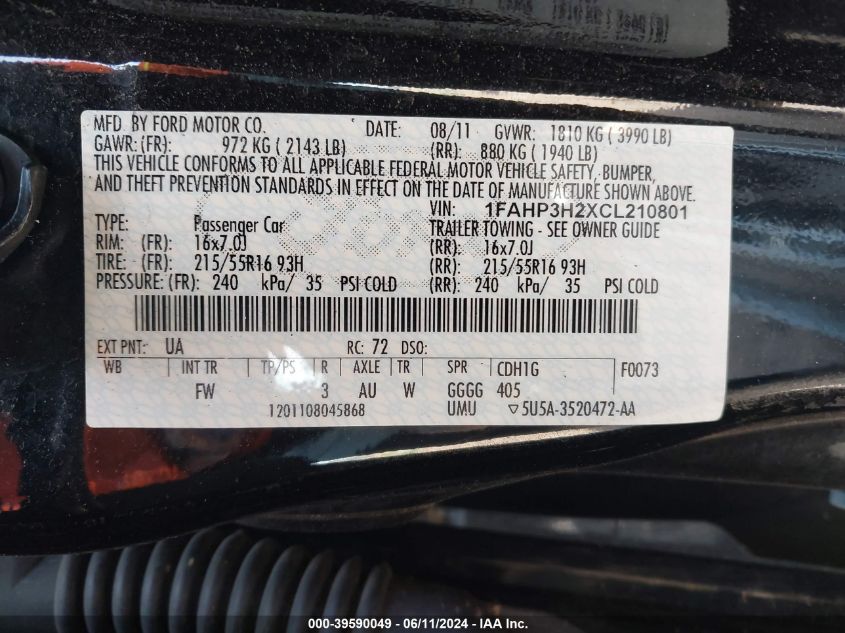 MFD. BY FORD MOTOR CO. DATE: 08/11 GVWR: 1810 KG ( 3990 LB)
GAWR: (FR): 972 KG ( 2143 LB) (RR): 880 KG ( 1940 LB)
THIS VEHICLE CONFORMS TO ALL APPLICABLE FEDERAL MOTOR VEHICLE SAFETY, BUMPER,
AND THEFT PREVENTION STANDARDS IN EFFECT ON THE DATE OF MANUFACTURE SHOWN ABOVE.
VIN: 1FAHP3H2XCL210801
TYPE: Passenger Car TRAILER TOWING - SEE OWNER GUIDE
RIM: (FR): 16x7.0J (RR): 16x7.0J
TIRE: (FR): 215/55R16 93H (RR): 215/55R16 93H
PRESSURE: (FR): 240 kPa/ 35 PSI COLD (RR): 240 kPa/ 35 PSI COLD
EXT PNT: UA RC: 72 DSO:
WB INT TR TP/PS R AXLE TR SPR CDH1G F0073
FW 3 AU W GGGG 405
1201108045868 UMU ▽5U5A-3520472-AA
000-39590049 - 06/11/2024 - IAA Inc.